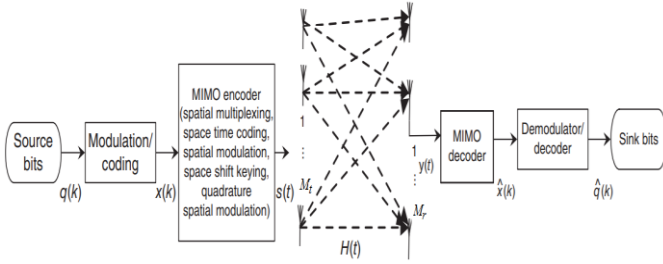 Source
bits
q(k)
Modulation/
coding
x(k)
MIMO encoder
(spatial multiplexing,
space time coding,
spatial modulation,
space shift keying,
quadrature
spatial modulation)
s(t)
1
⋮
M_t
H(t)
1
⋮
M_r
y(t)
MIMO
decoder
x̂(k)
Demodulator/
decoder
q̂(k)
Sink bits